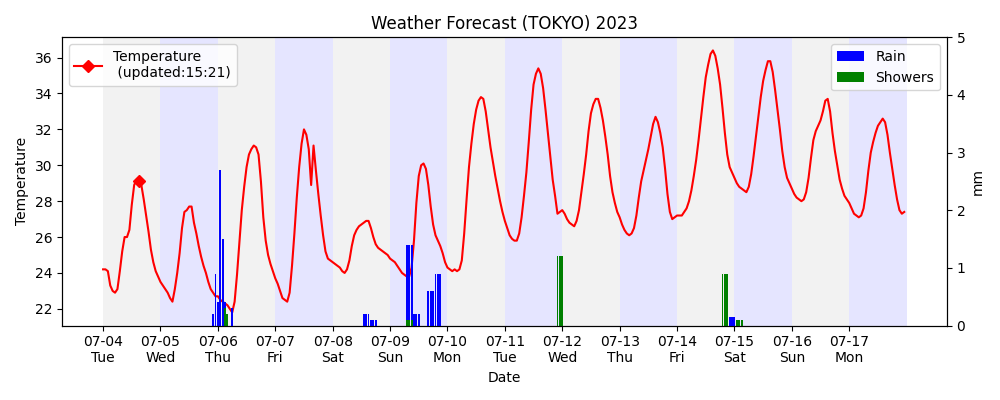 Weather Forecast (TOKYO) 2023
Temperature
(updated:15:21)
Rain
Showers
Temperature
36
34
32
30
28
26
24
22
5
4
3
2
1
0
mm
07-04 07-05 07-06 07-07 07-08 07-09 07-10 07-11 07-12 07-13 07-14 07-15 07-16 07-17
Tue Wed Thu Fri Sat Sun Mon Tue Wed Thu Fri Sat Sun Mon
Date